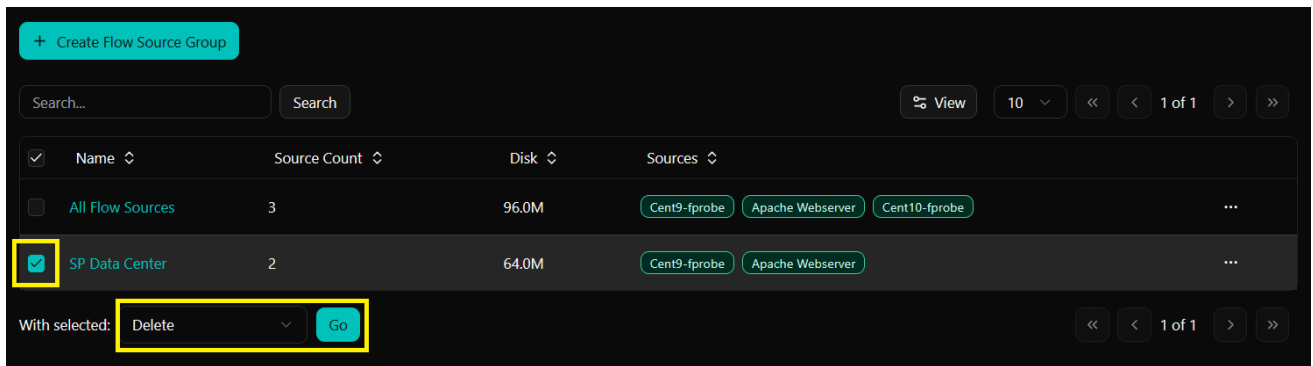 + Create Flow Source Group
Search... Search View 10 1 of 1
Name Source Count Disk Sources
All Flow Sources 3 96.0M Cent9-fprobe Apache Webserver Cent10-fprobe ...
SP Data Center 2 64.0M Cent9-fprobe Apache Webserver ...
With selected: Delete Go 1 of 1